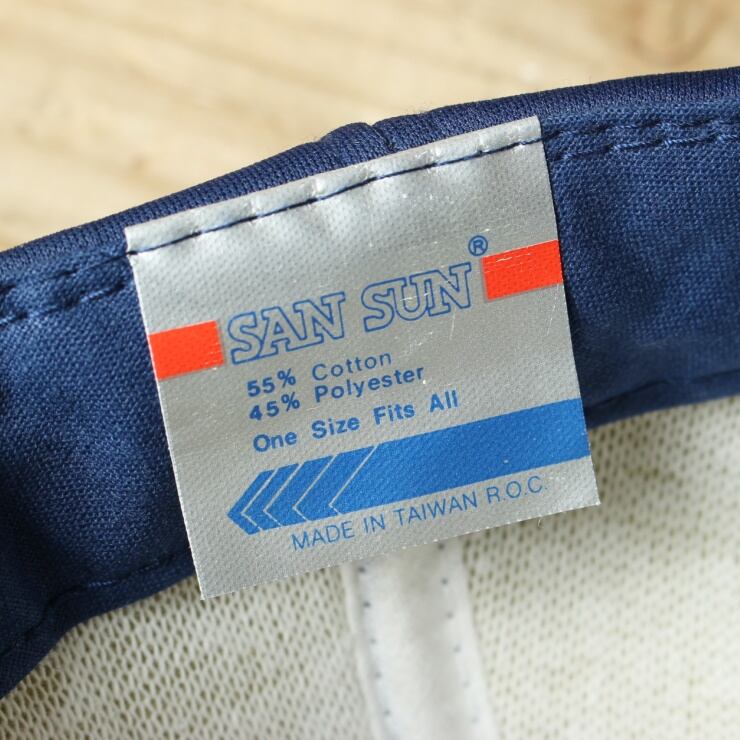 SAN SUN®
55% Cotton
45% Polyester
One Size Fits All
MADE IN TAIWAN R.O.C.